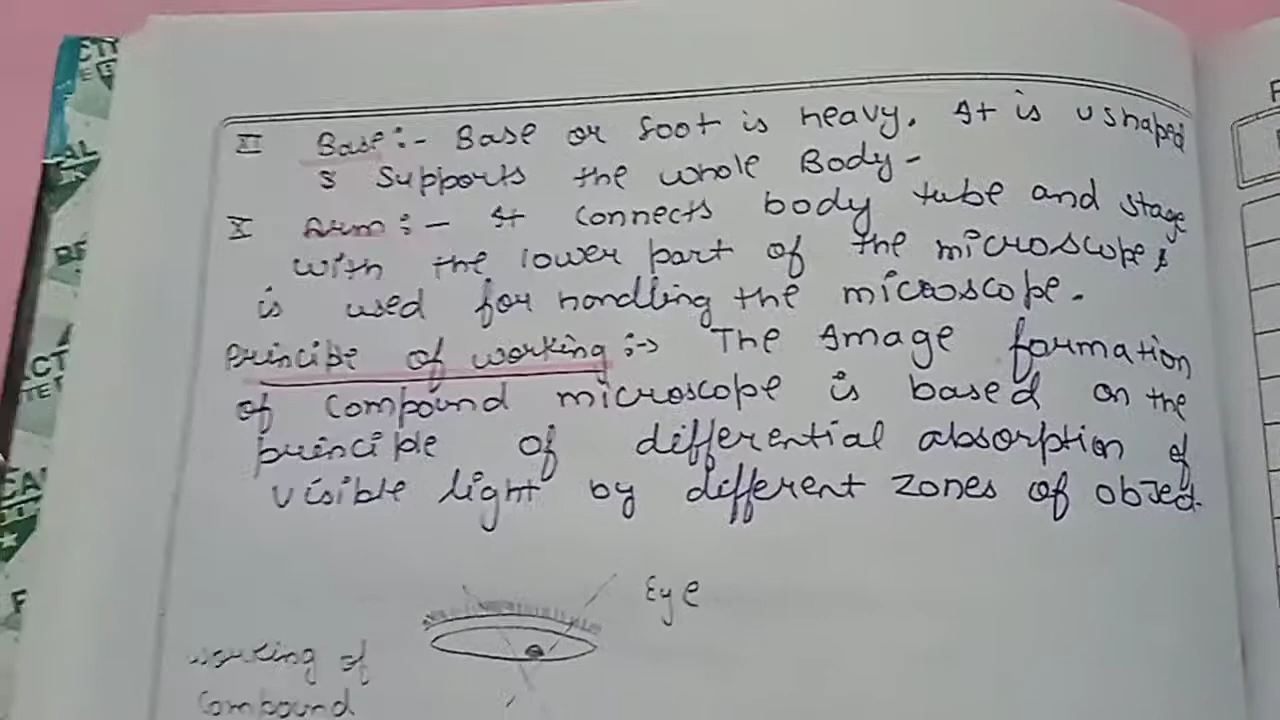 II Base:- Base or foot is heavy. It is u shaped
& supports the whole Body-
X Arm:- It connects body tube and stage
with the lower part of the microscope &
is used for handling the microscope.
Principle of working :-> The Image formation
of compound microscope is based on the
principle of differential absorption of
visible light by different zones of object.
Eye
working of
compound